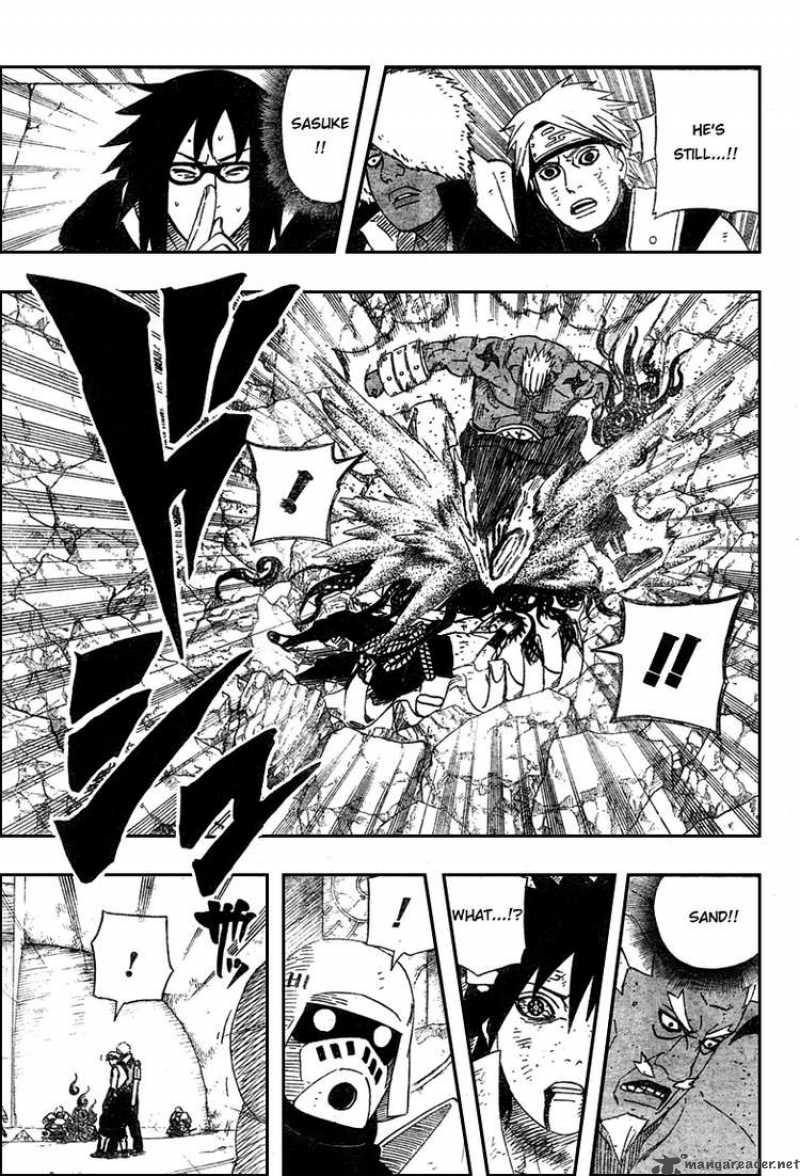 HE'S
STILL...!!
SASUKE
!!
!!
!
ドシュ
SAND!!
WHAT...!?
!
ザッ
!
mangareader.net